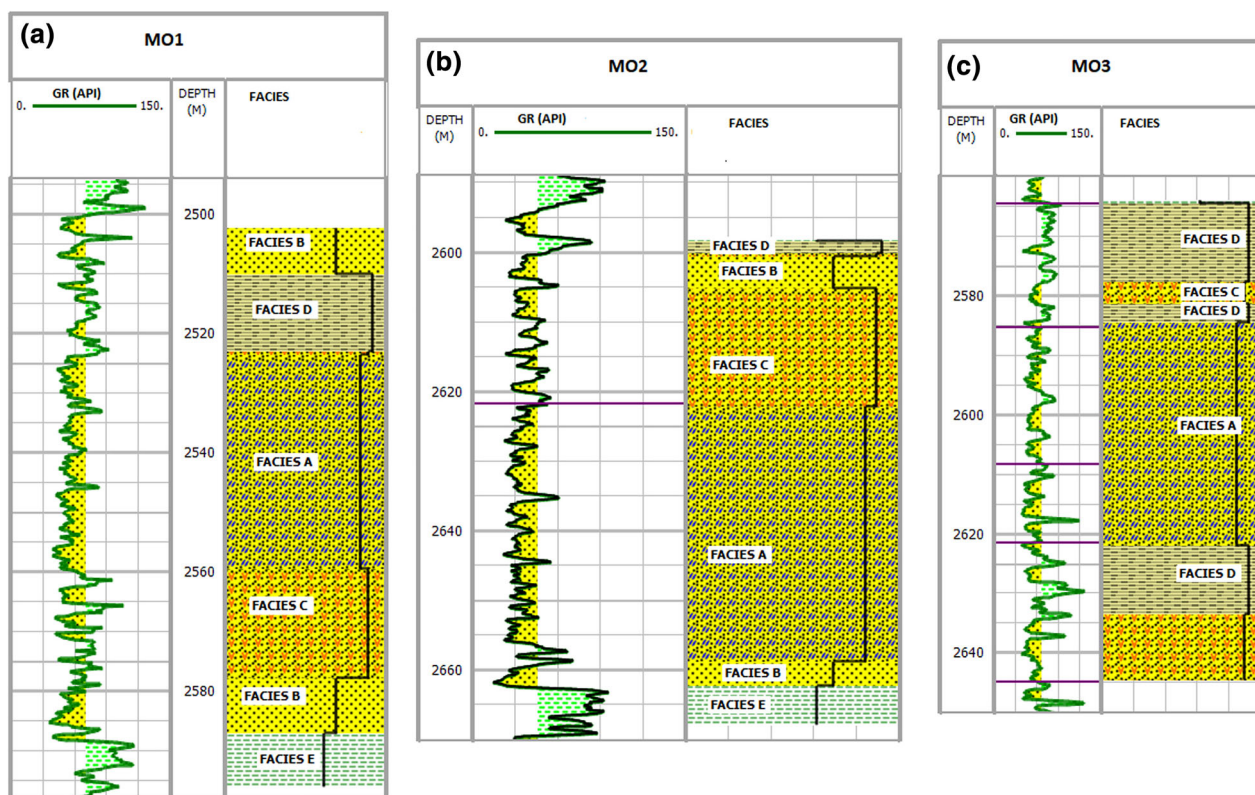 (a)
MO1
GR (API)
0. 150.
DEPTH
(M)
FACIES
2500
2520
2540
2560
2580
FACIES B
FACIES D
FACIES A
FACIES C
FACIES B
FACIES E
(b)
MO2
DEPTH
(M)
GR (API)
0. 150.
FACIES
2600
2620
2640
2660
FACIES D
FACIES B
FACIES C
FACIES A
FACIES B
FACIES E
(c)
MO3
DEPTH
(M)
GR (API)
0. 150.
FACIES
2580
2600
2620
2640
FACIES D
FACIES C
FACIES D
FACIES A
FACIES D